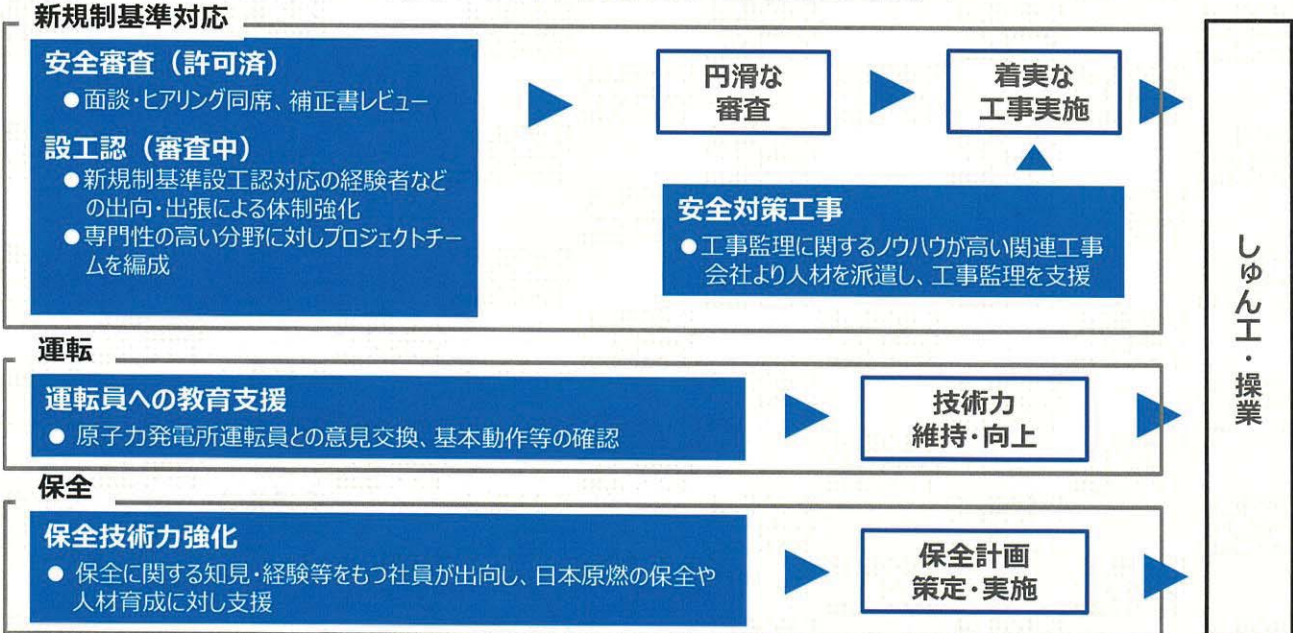 新規制基準対応
安全審査（許可済）
●面談・ヒアリング同席、補正書レビュー
設工認（審査中）
●新規制基準設工認対応の経験者など
の出向・出張による体制強化
●専門性の高い分野に対しプロジェクトチー
ムを編成
円滑な
審査
着実な
工事実施
安全対策工事
●工事監理に関するノウハウが高い関連工事
会社より人材を派遣し、工事監理を支援
運転
運転員への教育支援
● 原子力発電所運転員との意見交換、基本動作等の確認
技術力
維持・向上
保全
保全技術力強化
● 保全に関する知見・経験等をもつ社員が出向し、日本原燃の保全や
人材育成に対し支援
保全計画
策定・実施
しゅん工・操業